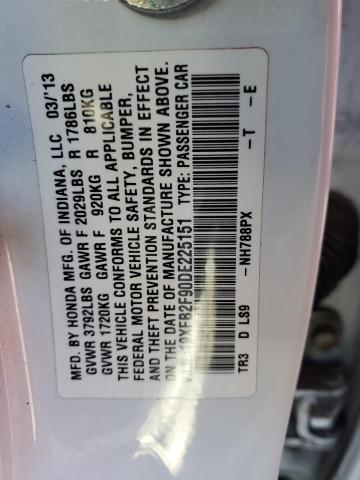 MFD. BY HONDA MFG. OF INDIANA, LLC 03/'13
GVWR 3792LBS GAWR F 2029LBS R 1786LBS
GVWR 1720KG GAWR F 920KG R 810KG
THIS VEHICLE CONFORMS TO ALL APPLICABLE
FEDERAL MOTOR VEHICLE SAFETY, BUMPER,
AND THEFT PREVENTION STANDARDS IN EFFECT
ON THE DATE OF MANUFACTURE SHOWN ABOVE.
19XFB2F90DE225151 TYPE: PASSENGER CAR
TR3 D LS9 -NH788PX -T -E